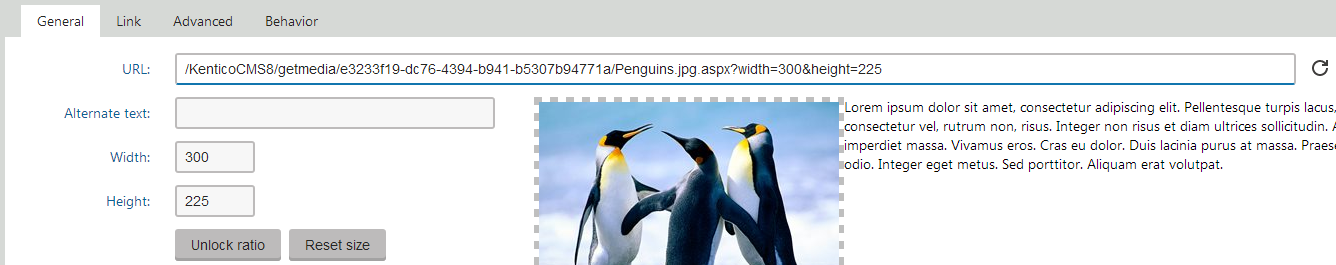 General Link Advanced Behavior
URL: /KenticoCMS8/getmedia/e3233f19-dc76-4394-b941-b5307b94771a/Penguins.jpg.aspx?width=300&height=225
Alternate text:
Width: 300
Height: 225
Unlock ratio Reset size
Lorem ipsum dolor sit amet, consectetur adipiscing elit. Pellentesque turpis lacus,
consectetur vel, rutrum non, risus. Integer non risus et diam ultrices sollicitudin. A
imperdiet massa. Vivamus eros. Cras eu dolor. Duis lacinia purus at massa. Praese
odio. Integer eget metus. Sed porttitor. Aliquam erat volutpat.